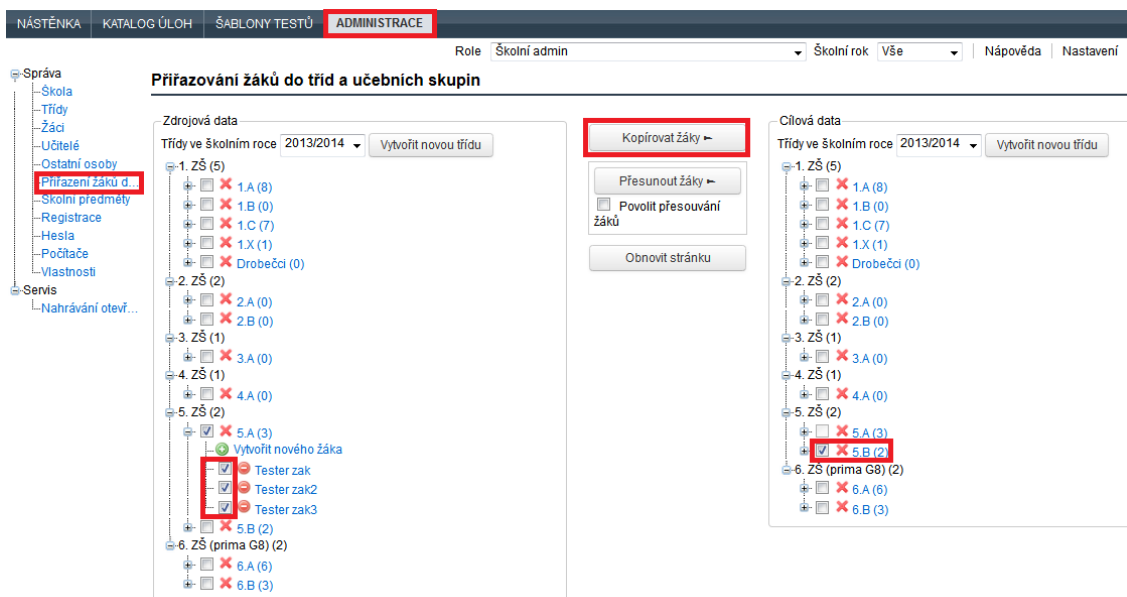 NÁSTĚNKA KATALOG ÚLOH ŠABLONY TESTŮ ADMINISTRACE
Role Školní admin Školní rok Vše Nápověda Nastavení
Správa
Škola
Třídy
Žáci
Učitelé
Ostatní osoby
Přiřazení žáků d...
Školní předměty
Registrace
Hesla
Počítače
Vlastnosti
Servis
Nahrávání otevř...
Přiřazování žáků do tříd a učebních skupin
Zdrojová data
Třídy ve školním roce 2013/2014 Vytvořit novou třídu
1. ZŠ (5)
1.A (8)
1.B (0)
1.C (7)
1.X (1)
Drobečci (0)
2. ZŠ (2)
2.A (0)
2.B (0)
3. ZŠ (1)
3.A (0)
4. ZŠ (1)
4.A (0)
5. ZŠ (2)
5.A (3)
Vytvořit nového žáka
Tester zak
Tester zak2
Tester zak3
5.B (2)
6. ZŠ (prima G8) (2)
6.A (6)
6.B (3)
Kopírovat žáky
Přesunout žáky
Povolit přesouvání
žáků
Obnovit stránku
Cílová data
Třídy ve školním roce 2013/2014 Vytvořit novou třídu
1. ZŠ (5)
1.A (8)
1.B (0)
1.C (7)
1.X (1)
Drobečci (0)
2. ZŠ (2)
2.A (0)
2.B (0)
3. ZŠ (1)
3.A (0)
4. ZŠ (1)
4.A (0)
5. ZŠ (2)
5.A (3)
5.B (2)
6. ZŠ (prima G8) (2)
6.A (6)
6.B (3)